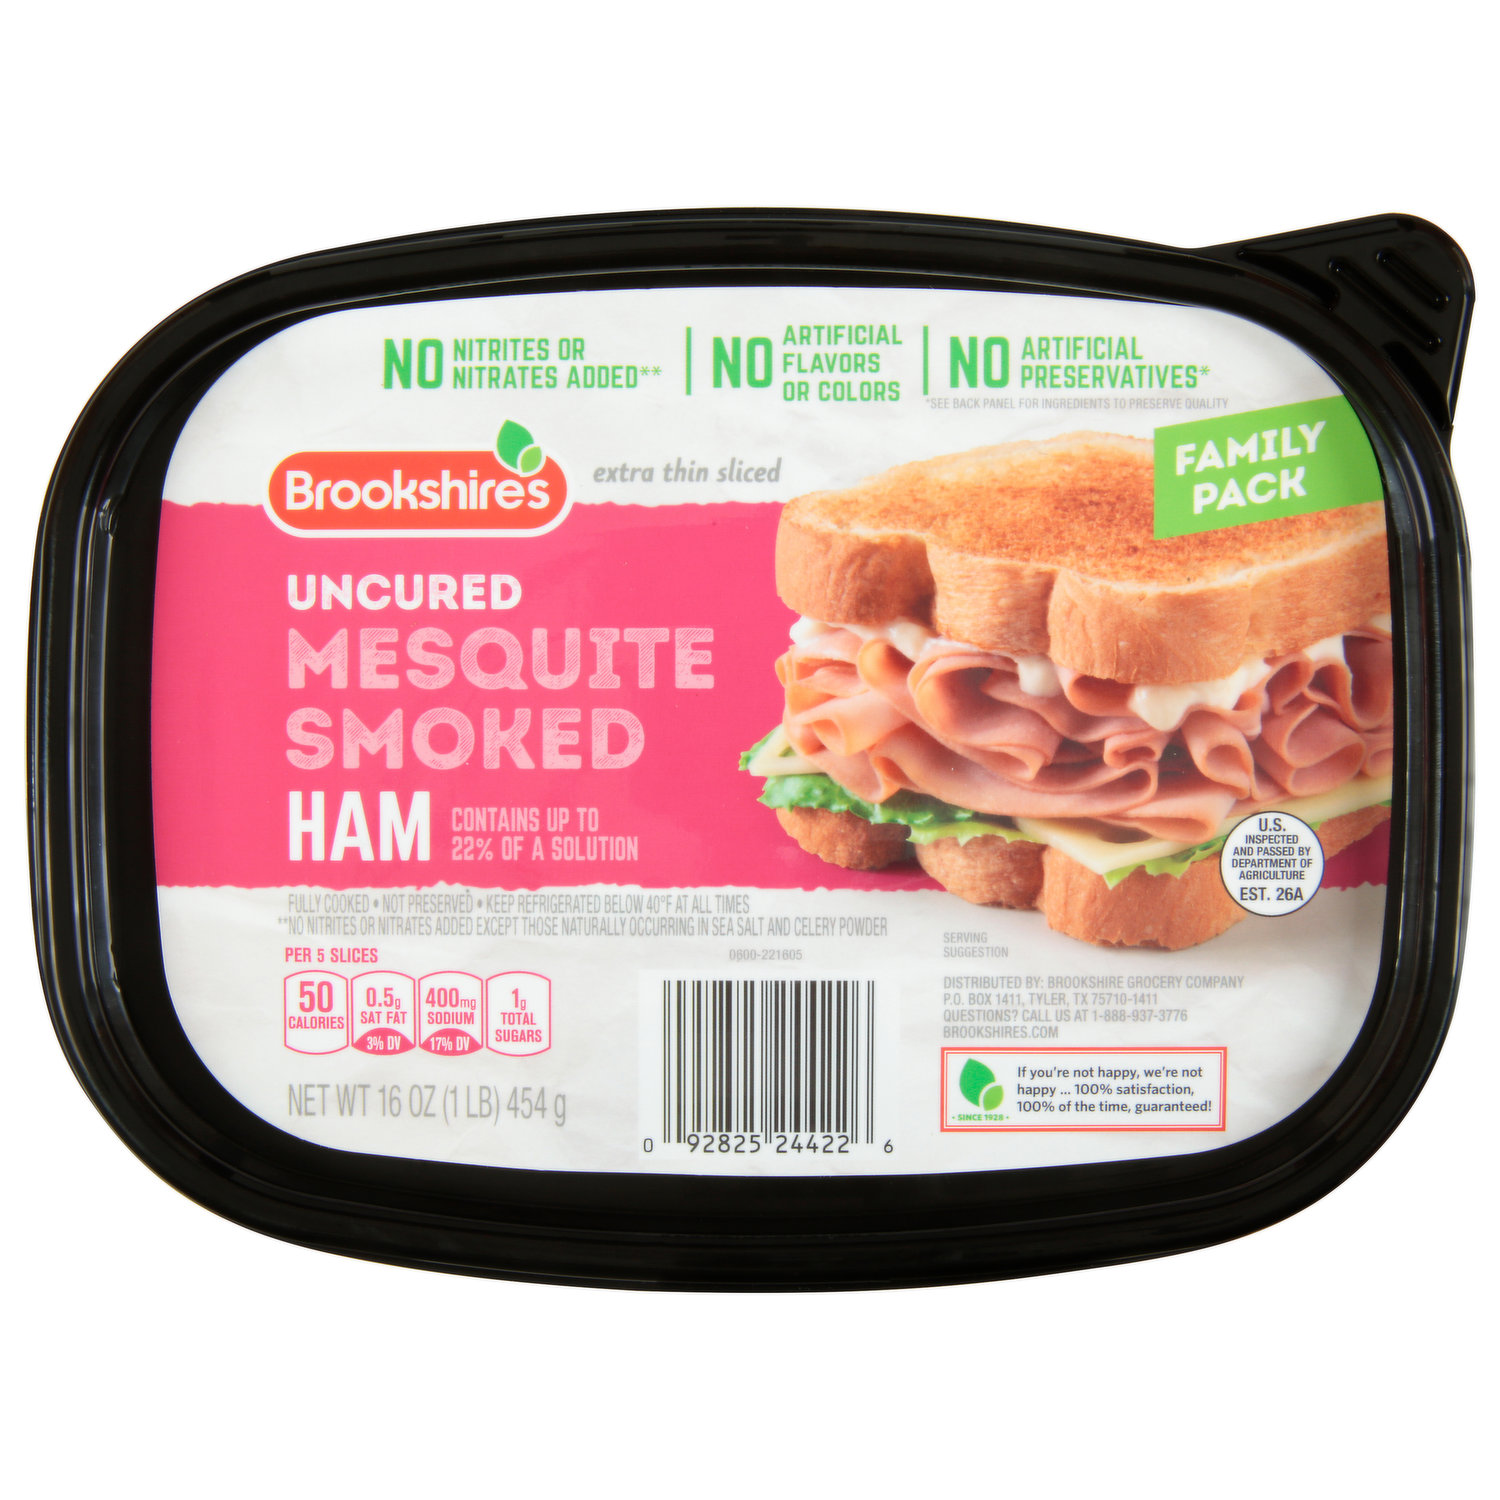 NO NITRITES OR
NITRATES ADDED**
NO ARTIFICIAL
FLAVORS
OR COLORS
NO ARTIFICIAL
PRESERVATIVES*
*SEE BACK PANEL FOR INGREDIENTS TO PRESERVE QUALITY
FAMILY
PACK
Brookshire's
extra thin sliced
UNCURED
MESQUITE
SMOKED
HAM
CONTAINS UP TO
22% OF A SOLUTION
U.S.
INSPECTED
AND PASSED BY
DEPARTMENT OF
AGRICULTURE
EST. 26A
FULLY COOKED • NOT PRESERVED • KEEP REFRIGERATED BELOW 40°F AT ALL TIMES
**NO NITRITES OR NITRATES ADDED EXCEPT THOSE NATURALLY OCCURRING IN SEA SALT AND CELERY POWDER
PER 5 SLICES
50
CALORIES
0.5g
SAT FAT
3% DV
400mg
SODIUM
17% DV
1g
TOTAL
SUGARS
NET WT 16 OZ (1 LB) 454 g
0600-221605
0 92825 24422 6
SERVING
SUGGESTION
DISTRIBUTED BY: BROOKSHIRE GROCERY COMPANY
P.O. BOX 1411, TYLER, TX 75710-1411
QUESTIONS? CALL US AT 1-888-937-3776
BROOKSHIRES.COM
• SINCE 1928 •
If you're not happy, we're not
happy ... 100% satisfaction,
100% of the time, guaranteed!